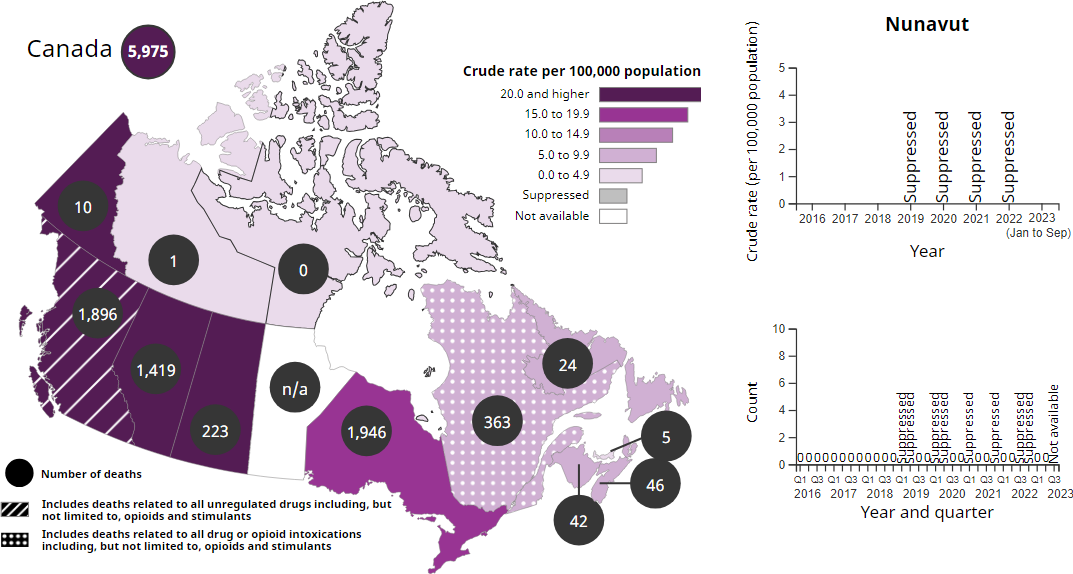 Canada 5,975
Crude rate per 100,000 population
20.0 and higher
15.0 to 19.9
10.0 to 14.9
5.0 to 9.9
0.0 to 4.9
Suppressed
Not available
10
1
0
1,896
1,419
223
n/a
1,946
363
24
5
46
42
Number of deaths
Includes deaths related to all unregulated drugs including, but
not limited to, opioids and stimulants
Includes deaths related to all drug or opioid intoxications
including, but not limited to, opioids and stimulants
Nunavut
Crude rate (per 100,000 population)
5
4
3
2
1
0
Suppressed Suppressed Suppressed Suppressed
2016 2017 2018 2019 2020 2021 2022 2023
(Jan to Sep)
Year
Count
10
8
6
4
2
0
0 0 0 0 0 0 0 0 0 0 0 0 Suppressed Suppressed 0 0 Suppressed Suppressed 0 0 Suppressed 0 0 Suppressed 0 0 Suppressed Suppressed 0 0 Not available
Q1 Q3 Q1 Q3 Q1 Q3 Q1 Q3 Q1 Q3 Q1 Q3 Q1 Q3 Q1 Q3
2016 2017 2018 2019 2020 2021 2022 2023
Year and quarter